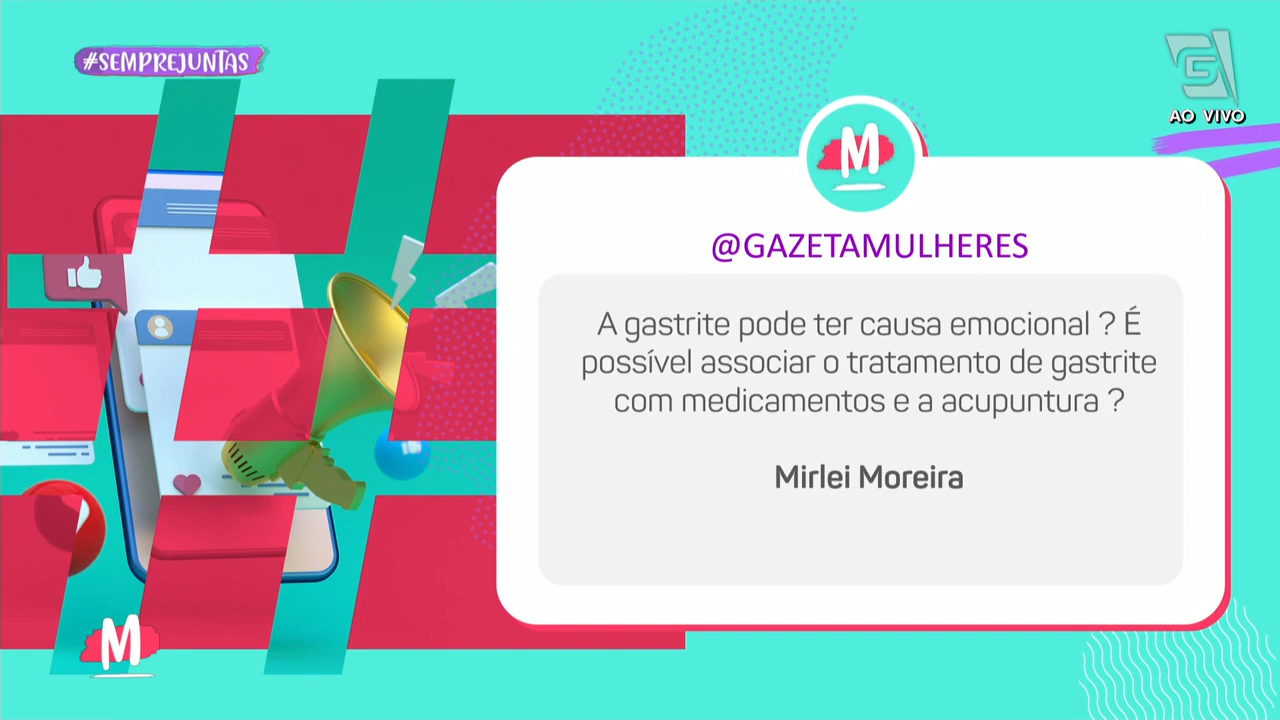 #SEMPREJUNTAS
G
AO VIVO
M
@GAZETAMULHERES
A gastrite pode ter causa emocional ? É
possível associar o tratamento de gastrite
com medicamentos e a acupuntura ?
Mirlei Moreira
M